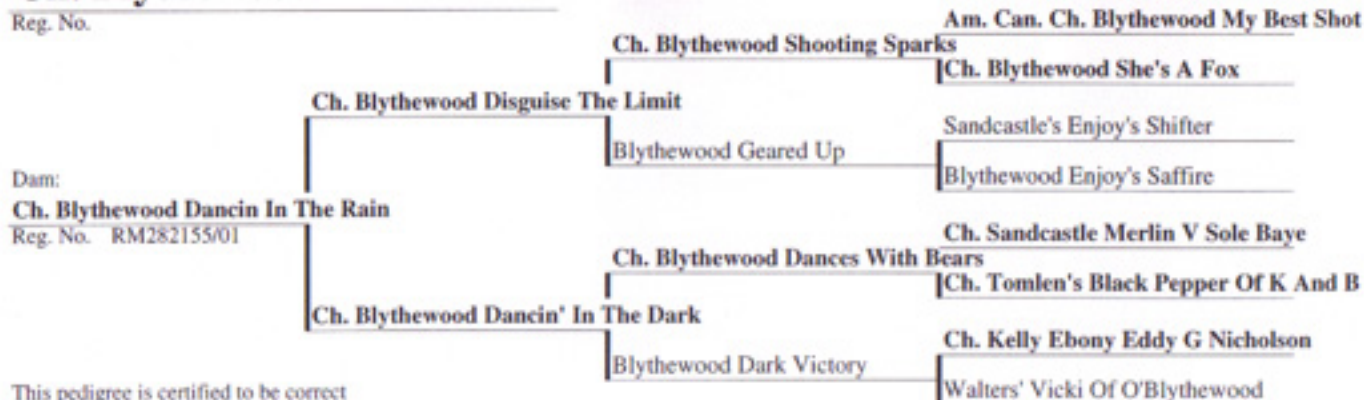 Reg. No.
Am. Can. Ch. Blythewood My Best Shot
Ch. Blythewood Shooting Sparks
Ch. Blythewood She's A Fox
Ch. Blythewood Disguise The Limit
Sandcastle's Enjoy's Shifter
Blythewood Geared Up
Blythewood Enjoy's Saffire
Dam:
Ch. Blythewood Dancin In The Rain
Reg. No. RM282155/01
Ch. Sandcastle Merlin V Sole Baye
Ch. Blythewood Dances With Bears
Ch. Tomlen's Black Pepper Of K And B
Ch. Blythewood Dancin' In The Dark
Ch. Kelly Ebony Eddy G Nicholson
Blythewood Dark Victory
Walters' Vicki Of O'Blythewood
This pedigree is certified to be correct